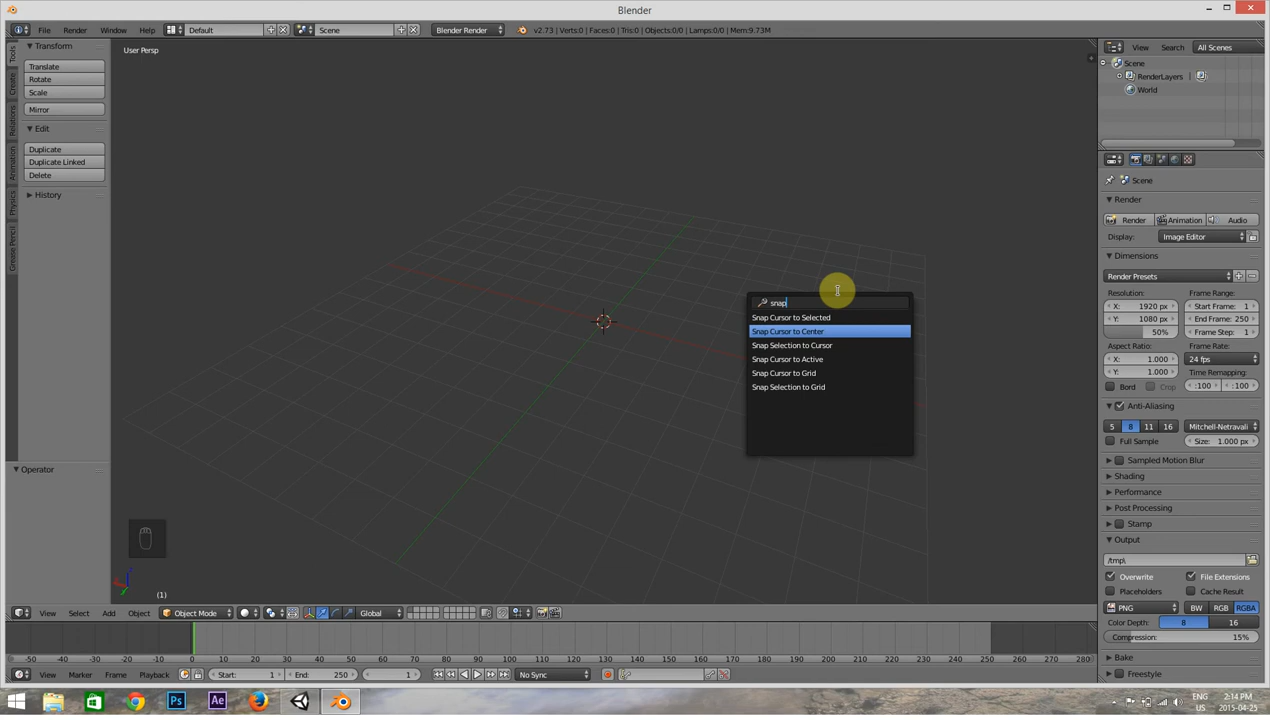 Blender
File Render Window Help Default Scene Blender Render v2.73 | Verts:0 | Faces:0 | Tris:0 | Objects:0/0 | Lamps:0/0 | Mem:9.73M
View Search All Scenes
Scene
RenderLayers
World
Tools
Create
Relations
Animation
Physics
Grease Pencil
Transform
Translate
Rotate
Scale
Mirror
Edit
Duplicate
Duplicate Linked
Delete
History
Operator
User Persp
snap
Snap Cursor to Selected
Snap Cursor to Center
Snap Selection to Cursor
Snap Cursor to Active
Snap Cursor to Grid
Snap Selection to Grid
(1)
Scene
Render
Render Animation Audio
Display: Image Editor
Dimensions
Render Presets
Resolution: Frame Range:
X: 1920 px Start Frame: 1
Y: 1080 px End Frame: 250
50% Frame Step: 1
Aspect Ratio: Frame Rate:
X: 1.000 24 fps
Y: 1.000 Time Remapping:
Bord Crop :100 :100
Anti-Aliasing
5 8 11 16 Mitchell-Netravali
Full Sample Size: 1.000 px
Sampled Motion Blur
Shading
Performance
Post Processing
Stamp
Output
/tmp\
Overwrite File Extensions
Placeholders Cache Result
PNG BW RGB RGBA
Color Depth: 8 16
Compression: 15%
Bake
Freestyle
View Select Add Object Object Mode Global
-50 -40 -30 -20 -10 0 10 20 30 40 50 60 70 80 90 100 110 120 130 140 150 160 170 180 190 200 210 220 230 240 250 260 270 280
View Marker Frame Playback Start: 1 End: 250 1 No Sync
Ps Ae
ENG 2:14 PM
US 2015-04-25